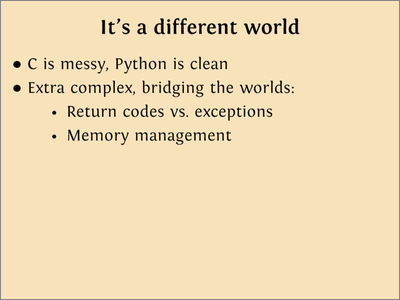 It's a different world
• C is messy, Python is clean
• Extra complex, bridging the worlds:
• Return codes vs. exceptions
• Memory management